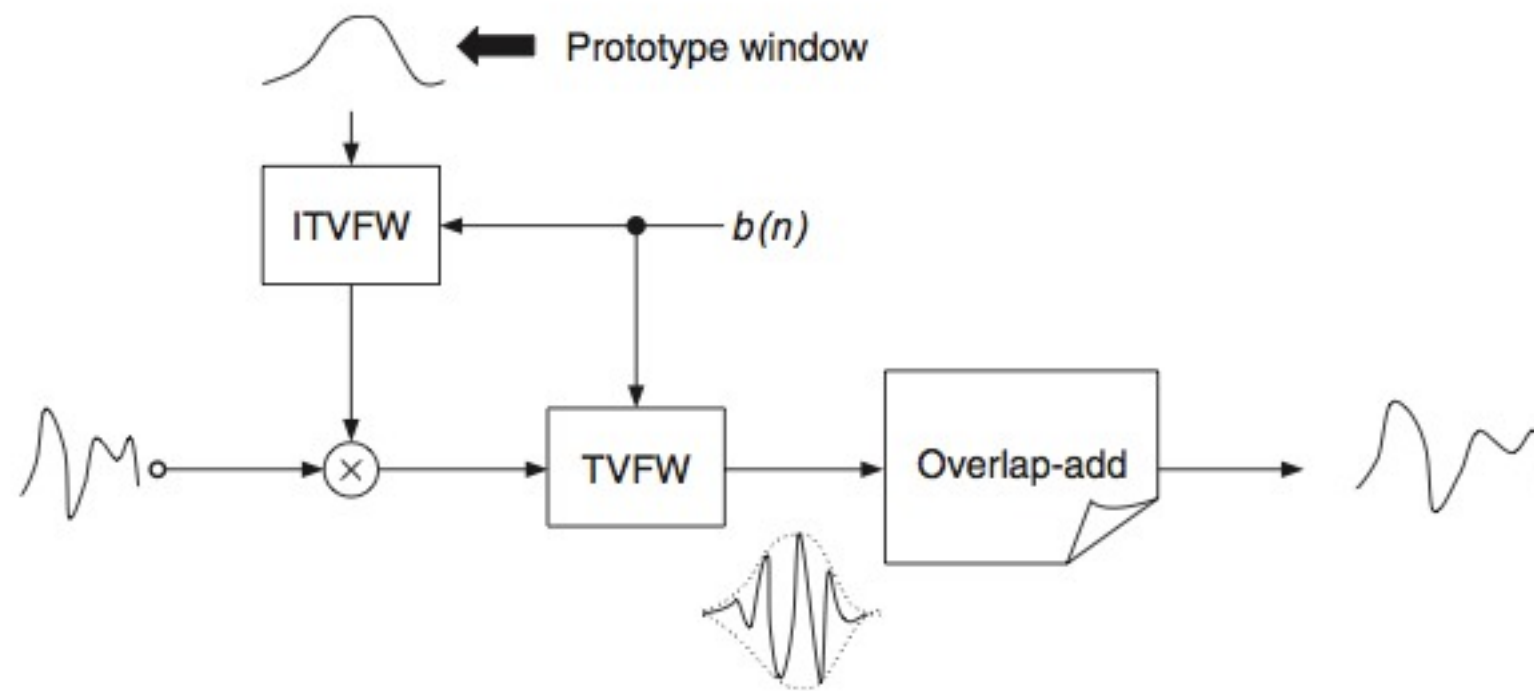 Prototype window
ITVFW
b(n)
×
TVFW
Overlap-add